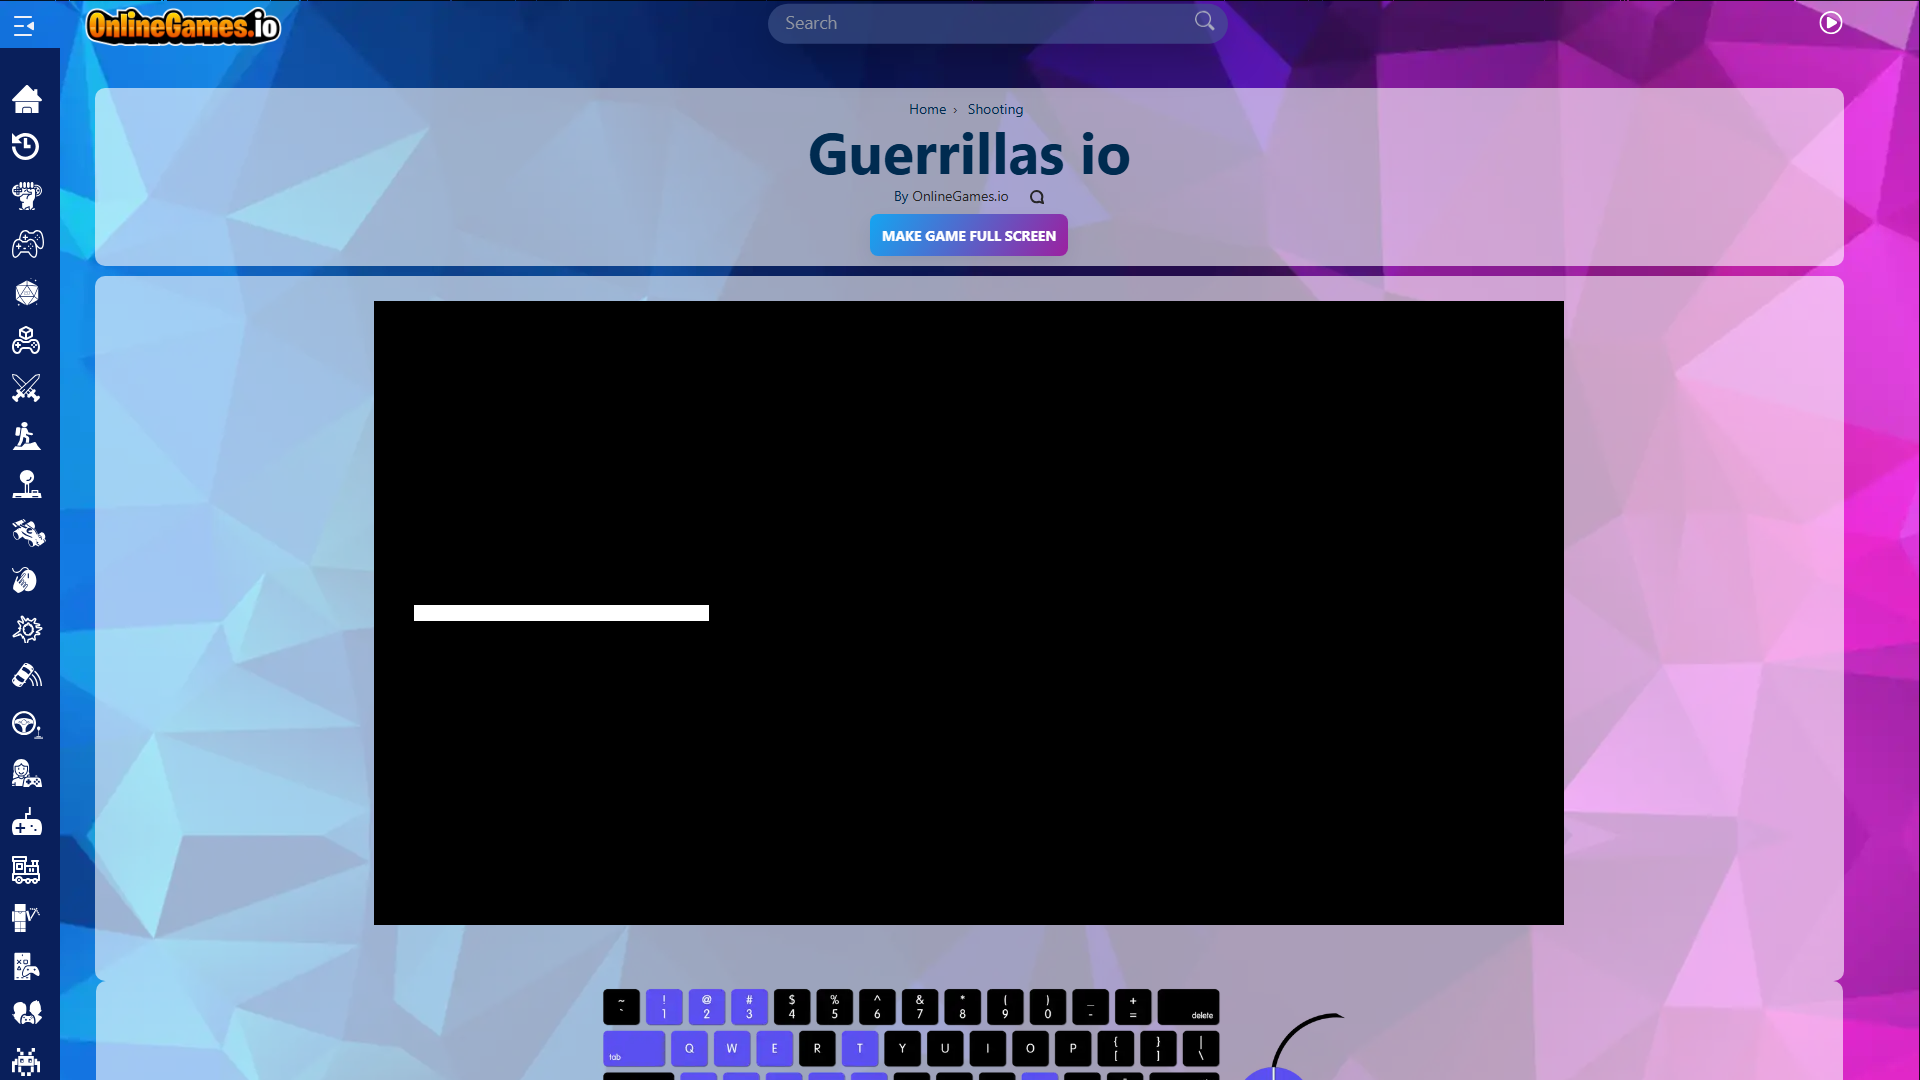 OnlineGames.io
Search
Home › Shooting
Guerrillas io
By OnlineGames.io
MAKE GAME FULL SCREEN
~ ! @ # $ % ^ & * ( ) _ +
` 1 2 3 4 5 6 7 8 9 0 - = delete
tab Q W E R T Y U I O P { [ } ] | \